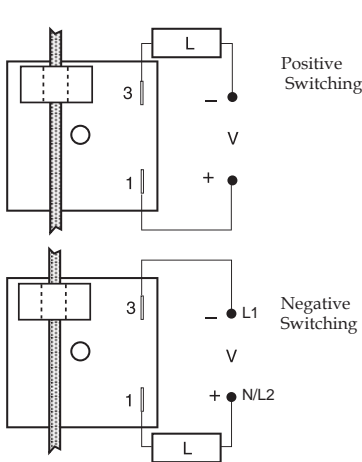 L
Positive
Switching
3
–
V
1
+
3
– L1
Negative
Switching
V
1
+ N/L2
L